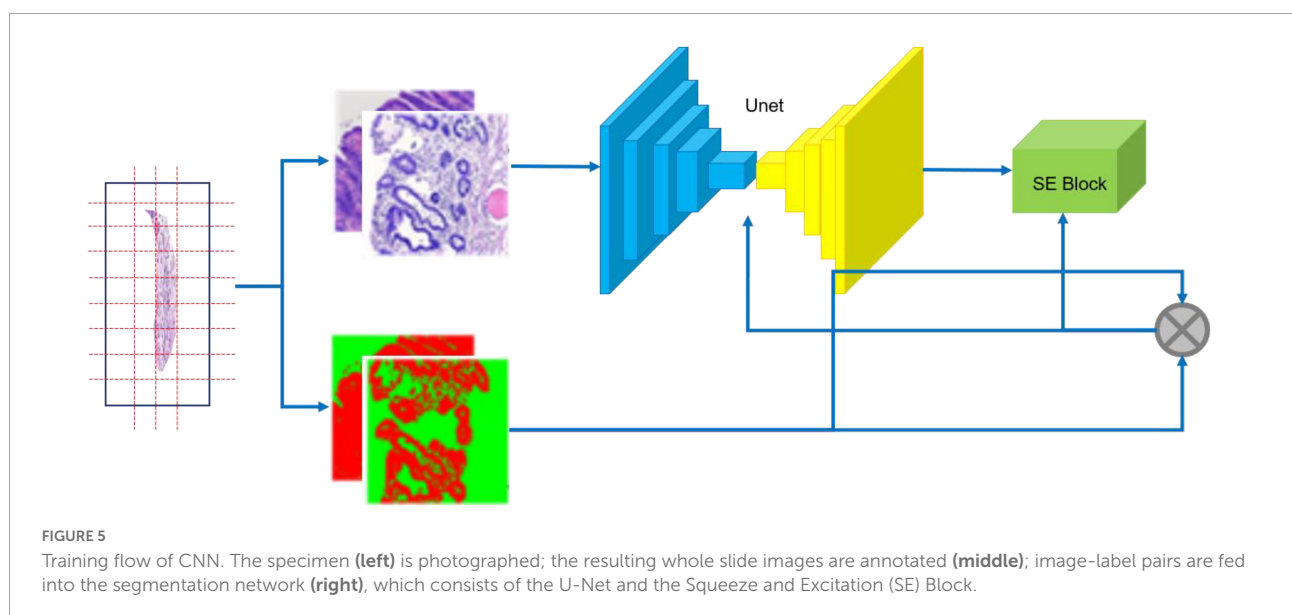 Unet
SE Block
FIGURE 5
Training flow of CNN. The specimen (left) is photographed; the resulting whole slide images are annotated (middle); image-label pairs are fed
into the segmentation network (right), which consists of the U-Net and the Squeeze and Excitation (SE) Block.